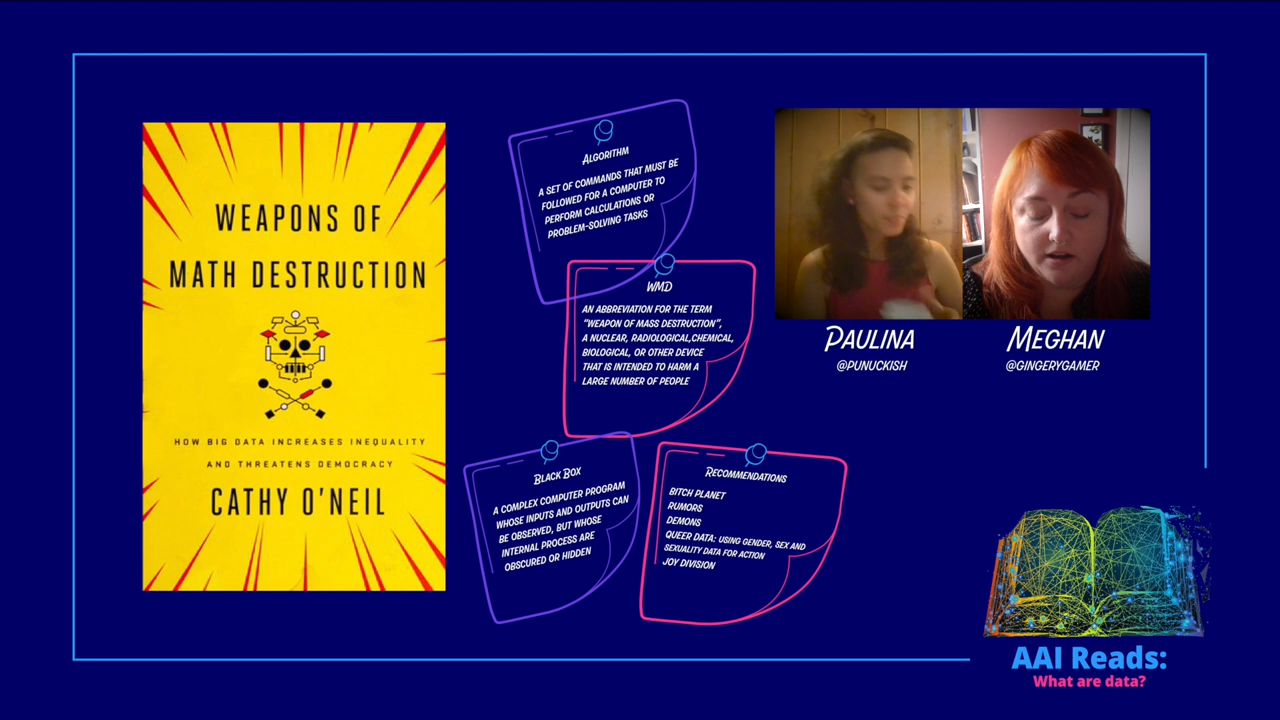 WEAPONS OF
MATH DESTRUCTION
HOW BIG DATA INCREASES INEQUALITY
AND THREATENS DEMOCRACY
CATHY O'NEIL
ALGORITHM
A SET OF COMMANDS THAT MUST BE
FOLLOWED FOR A COMPUTER TO
PERFORM CALCULATIONS OR
PROBLEM-SOLVING TASKS
WMD
AN ABBREVIATION FOR THE TERM
"WEAPON OF MASS DESTRUCTION",
A NUCLEAR, RADIOLOGICAL,CHEMICAL,
BIOLOGICAL, OR OTHER DEVICE
THAT IS INTENDED TO HARM A
LARGE NUMBER OF PEOPLE
BLACK BOX
A COMPLEX COMPUTER PROGRAM
WHOSE INPUTS AND OUTPUTS CAN
BE OBSERVED, BUT WHOSE
INTERNAL PROCESS ARE
OBSCURED OR HIDDEN
RECOMMENDATIONS
BITCH PLANET
RUMORS
DEMONS
QUEER DATA: USING GENDER, SEX AND
SEXUALITY DATA FOR ACTION
JOY DIVISION
PAULINA
@PUNUCKISH
MEGHAN
@GINGERYGAMER
AAI Reads:
What are data?